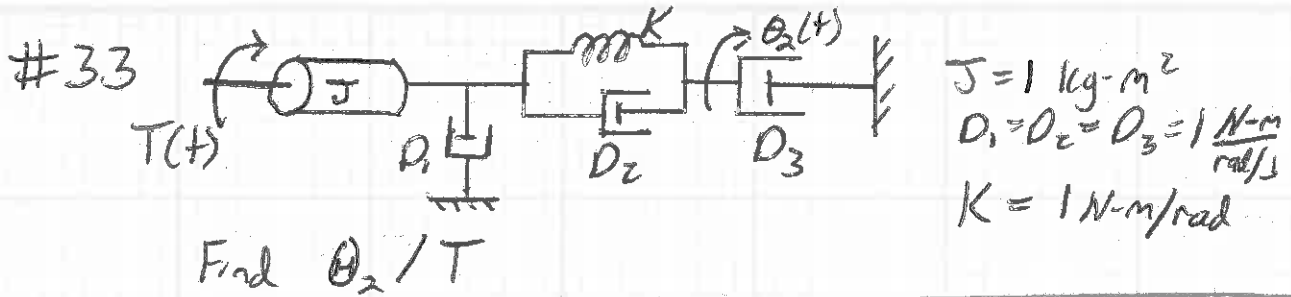 #33
T(t)
J
D₁
K
D₂
θ₂(t)
D₃
J = 1 kg-m²
D₁ = D₂ = D₃ = 1 N-m
rad/s
K = 1 N-m/rad
Find Θ₂ / T